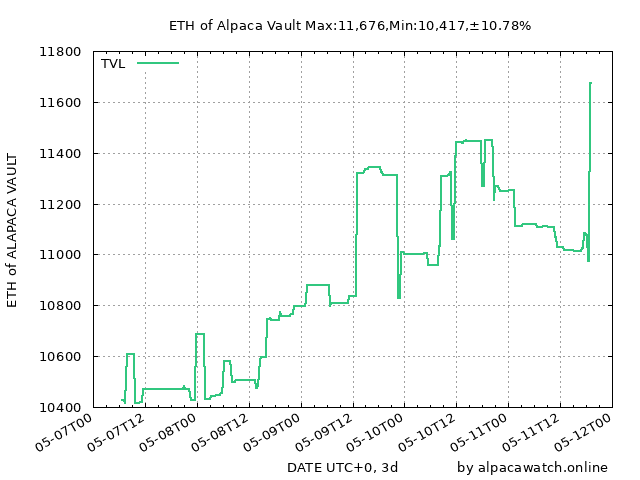 ETH of Alpaca Vault Max:11,676,Min:10,417,±10.78%
TVL
11800
11600
11400
11200
11000
10800
10600
10400
ETH of ALAPACA VAULT
05-07T00
05-07T12
05-08T00
05-08T12
05-09T00
05-09T12
05-10T00
05-10T12
05-11T00
05-11T12
05-12T00
DATE UTC+0, 3d
by alpacawatch.online